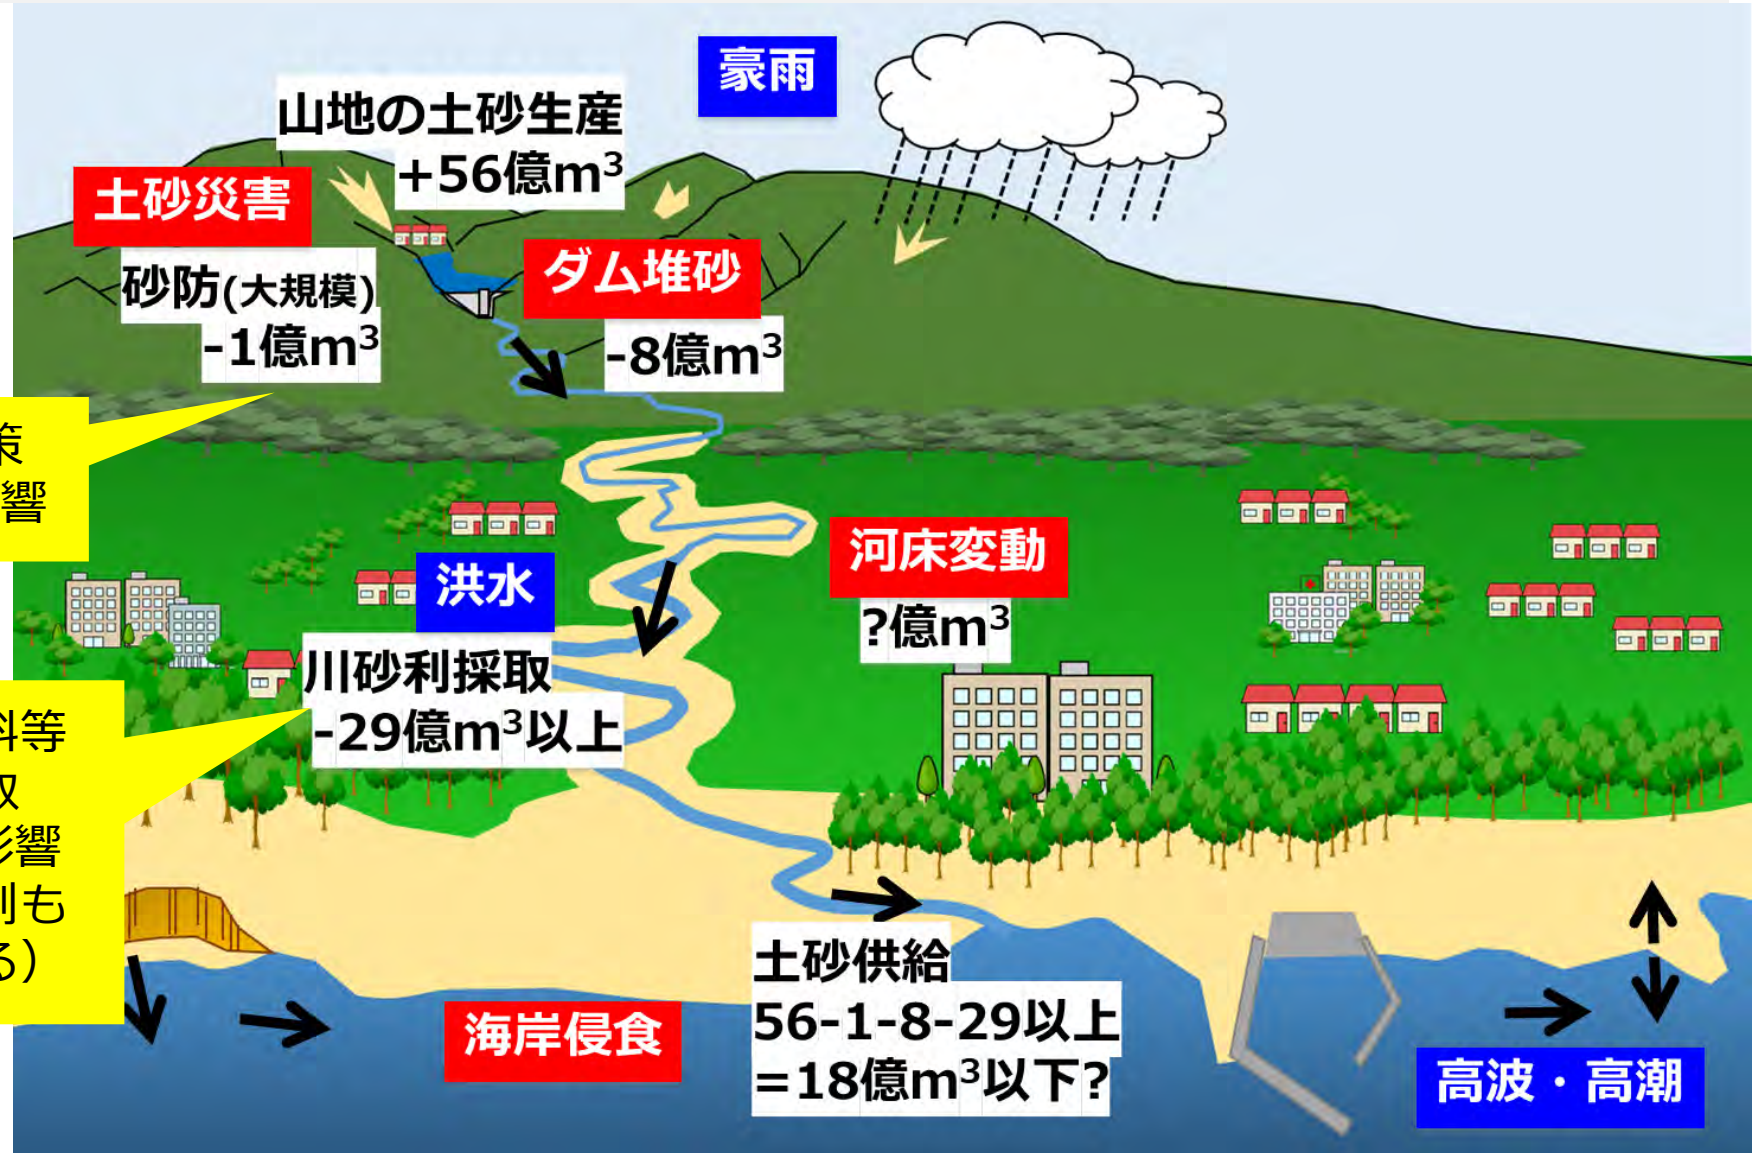 豪雨
山地の土砂生産
+56億m³
土砂災害
砂防(大規模)
-1億m³
ダム堆砂
-8億m³
策
響
河床変動
?億m³
洪水
川砂利採取
-29億m³以上
料等
取
影響
削も
る)
土砂供給
56-1-8-29以上
=18億m³以下?
海岸侵食
高波・高潮